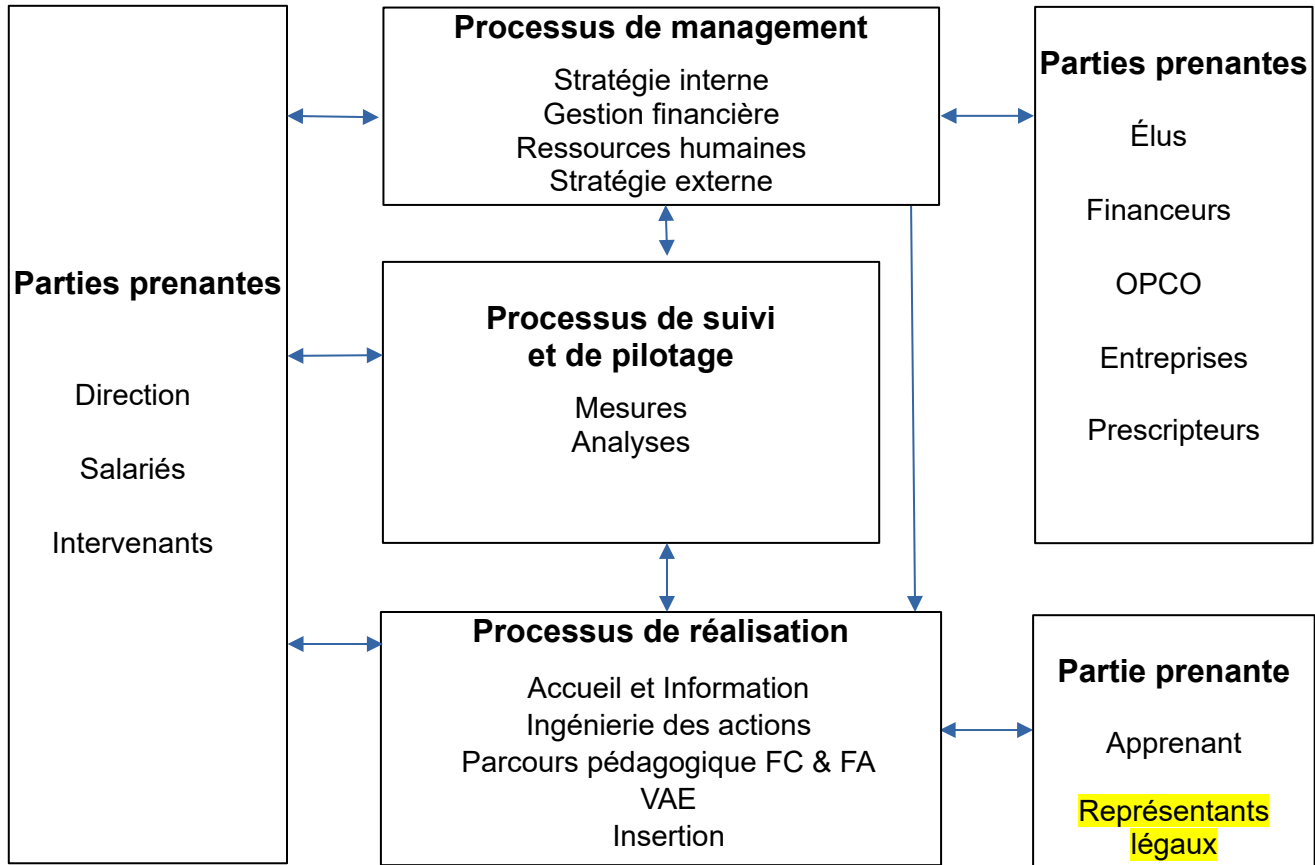 Parties prenantes
Direction
Salariés
Intervenants
Processus de management
Stratégie interne
Gestion financière
Ressources humaines
Stratégie externe
Processus de suivi
et de pilotage
Mesures
Analyses
Processus de réalisation
Accueil et Information
Ingénierie des actions
Parcours pédagogique FC & FA
VAE
Insertion
Parties prenantes
Élus
Financeurs
OPCO
Entreprises
Prescripteurs
Partie prenante
Apprenant
Représentants
légaux